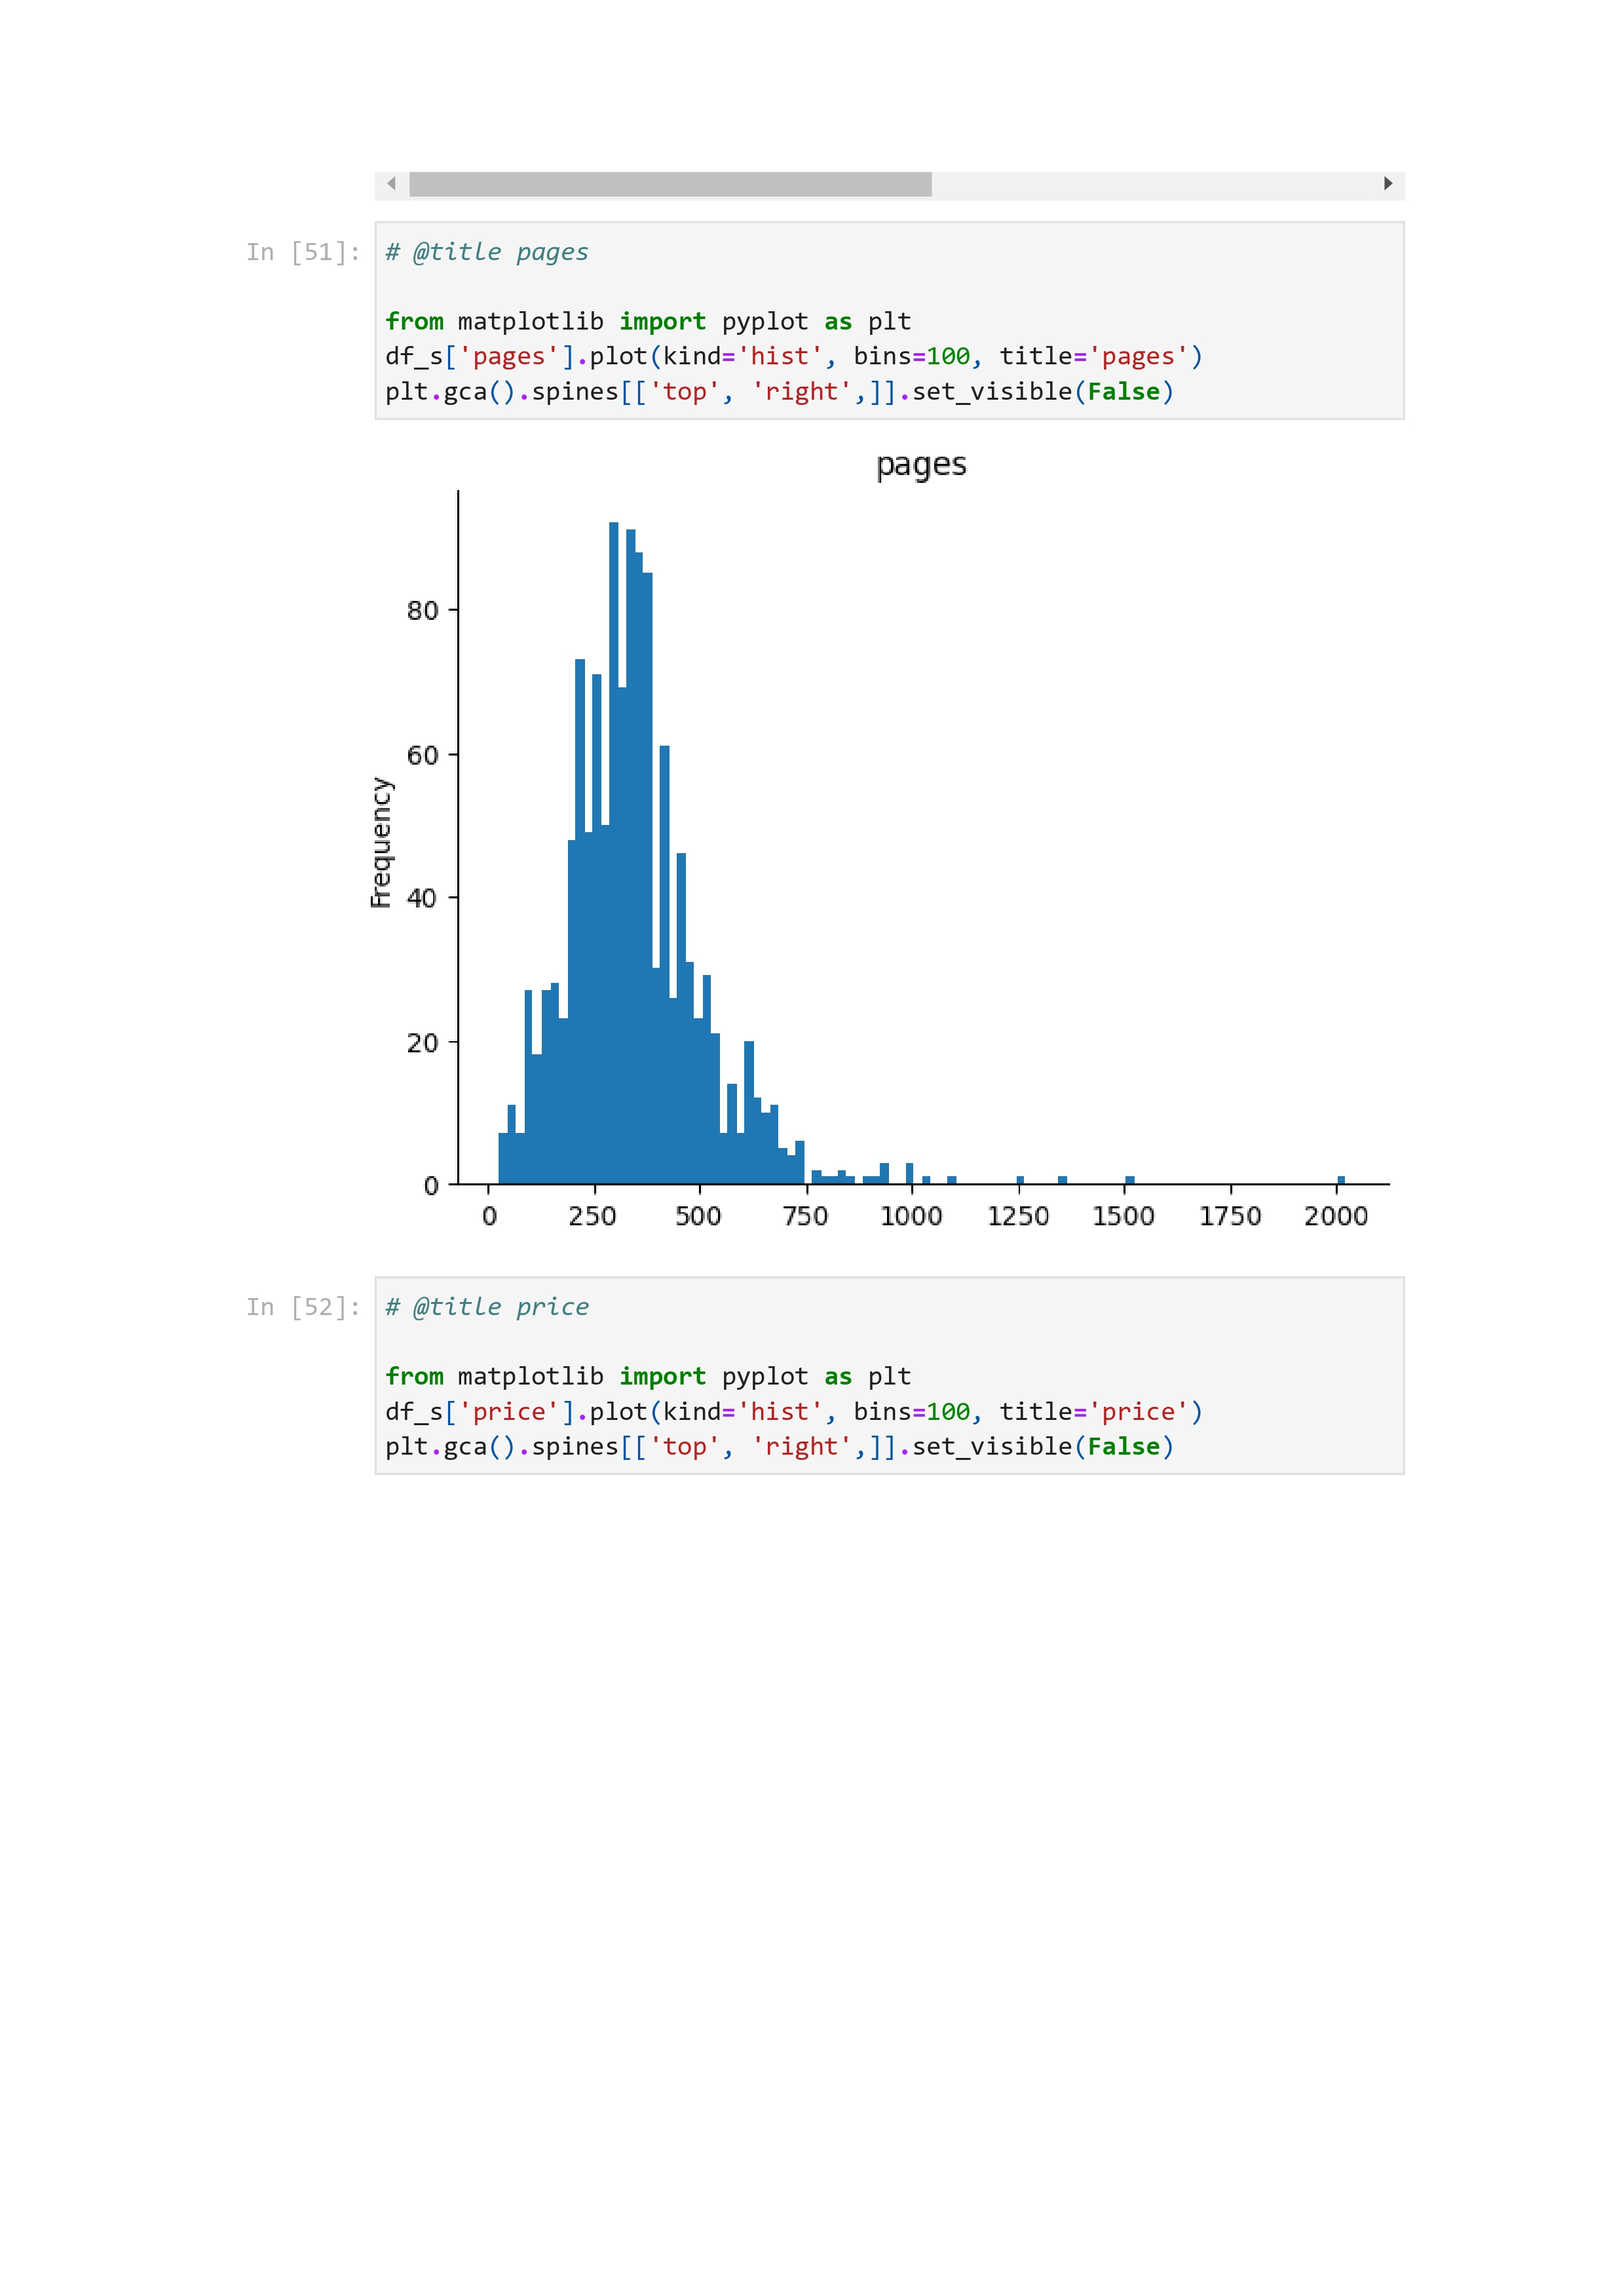 In [51]: # @title pages
from matplotlib import pyplot as plt
df_s['pages'].plot(kind='hist', bins=100, title='pages')
plt.gca().spines[['top', 'right',]].set_visible(False)
pages
80
60
40
20
0
Frequency
0 250 500 750 1000 1250 1500 1750 2000
In [52]: # @title price
from matplotlib import pyplot as plt
df_s['price'].plot(kind='hist', bins=100, title='price')
plt.gca().spines[['top', 'right',]].set_visible(False)